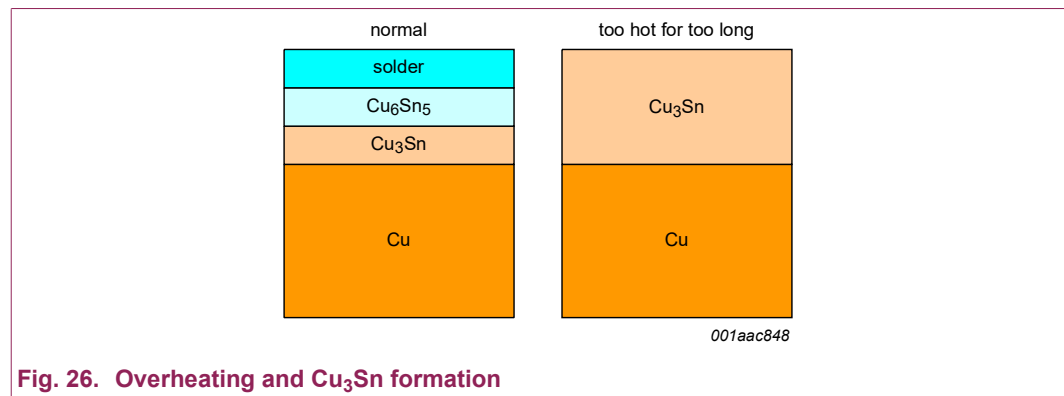 normal
too hot for too long
solder
Cu6Sn5
Cu3Sn
Cu
Cu3Sn
Cu
001aac848
Fig. 26. Overheating and Cu3Sn formation